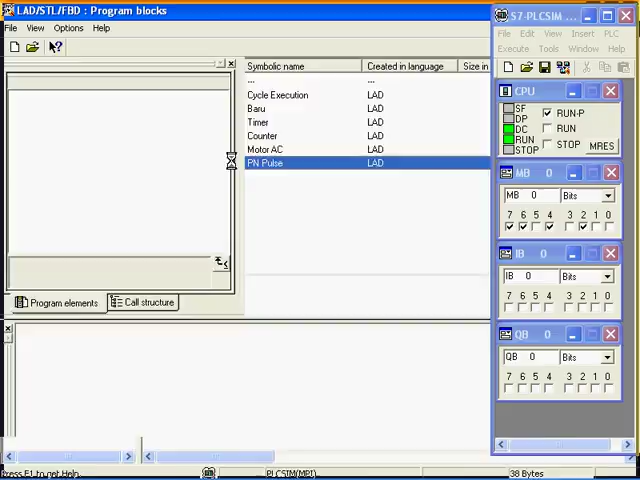 LAD/STL/FBD : Program blocks
File View Help
Symbolic name Created in language Size in
--- ---
Cycle Execution LAD
Baru LAD
Timer LAD
Counter LAD
Motor AC LAD
PN Pulse LAD
Program elements Call structure
Press F1 to get Help. PLCSIM(MPI) 38 Bytes
S7-PLCSIM
File Edit View Insert PLC
Execute Tools Window Help
CPU
SF
DP
DC
RUN
STOP
RUN-P
RUN
STOP
MRES
MB 0
MB 0 Bits
7 6 5 4 3 2 1 0
IB 0
IB 0 Bits
7 6 5 4 3 2 1 0
QB 0
QB 0 Bits
7 6 5 4 3 2 1 0